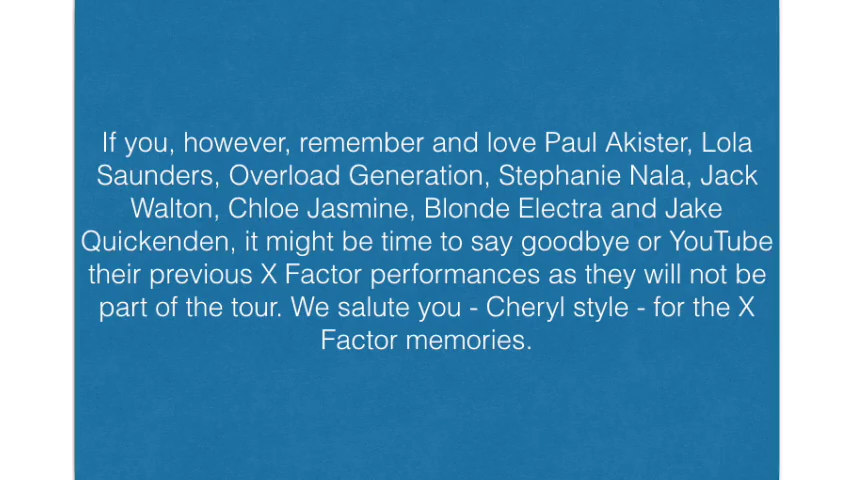 If you, however, remember and love Paul Akister, Lola
Saunders, Overload Generation, Stephanie Nala, Jack
Walton, Chloe Jasmine, Blonde Electra and Jake
Quickenden, it might be time to say goodbye or YouTube
their previous X Factor performances as they will not be
part of the tour. We salute you - Cheryl style - for the X
Factor memories.